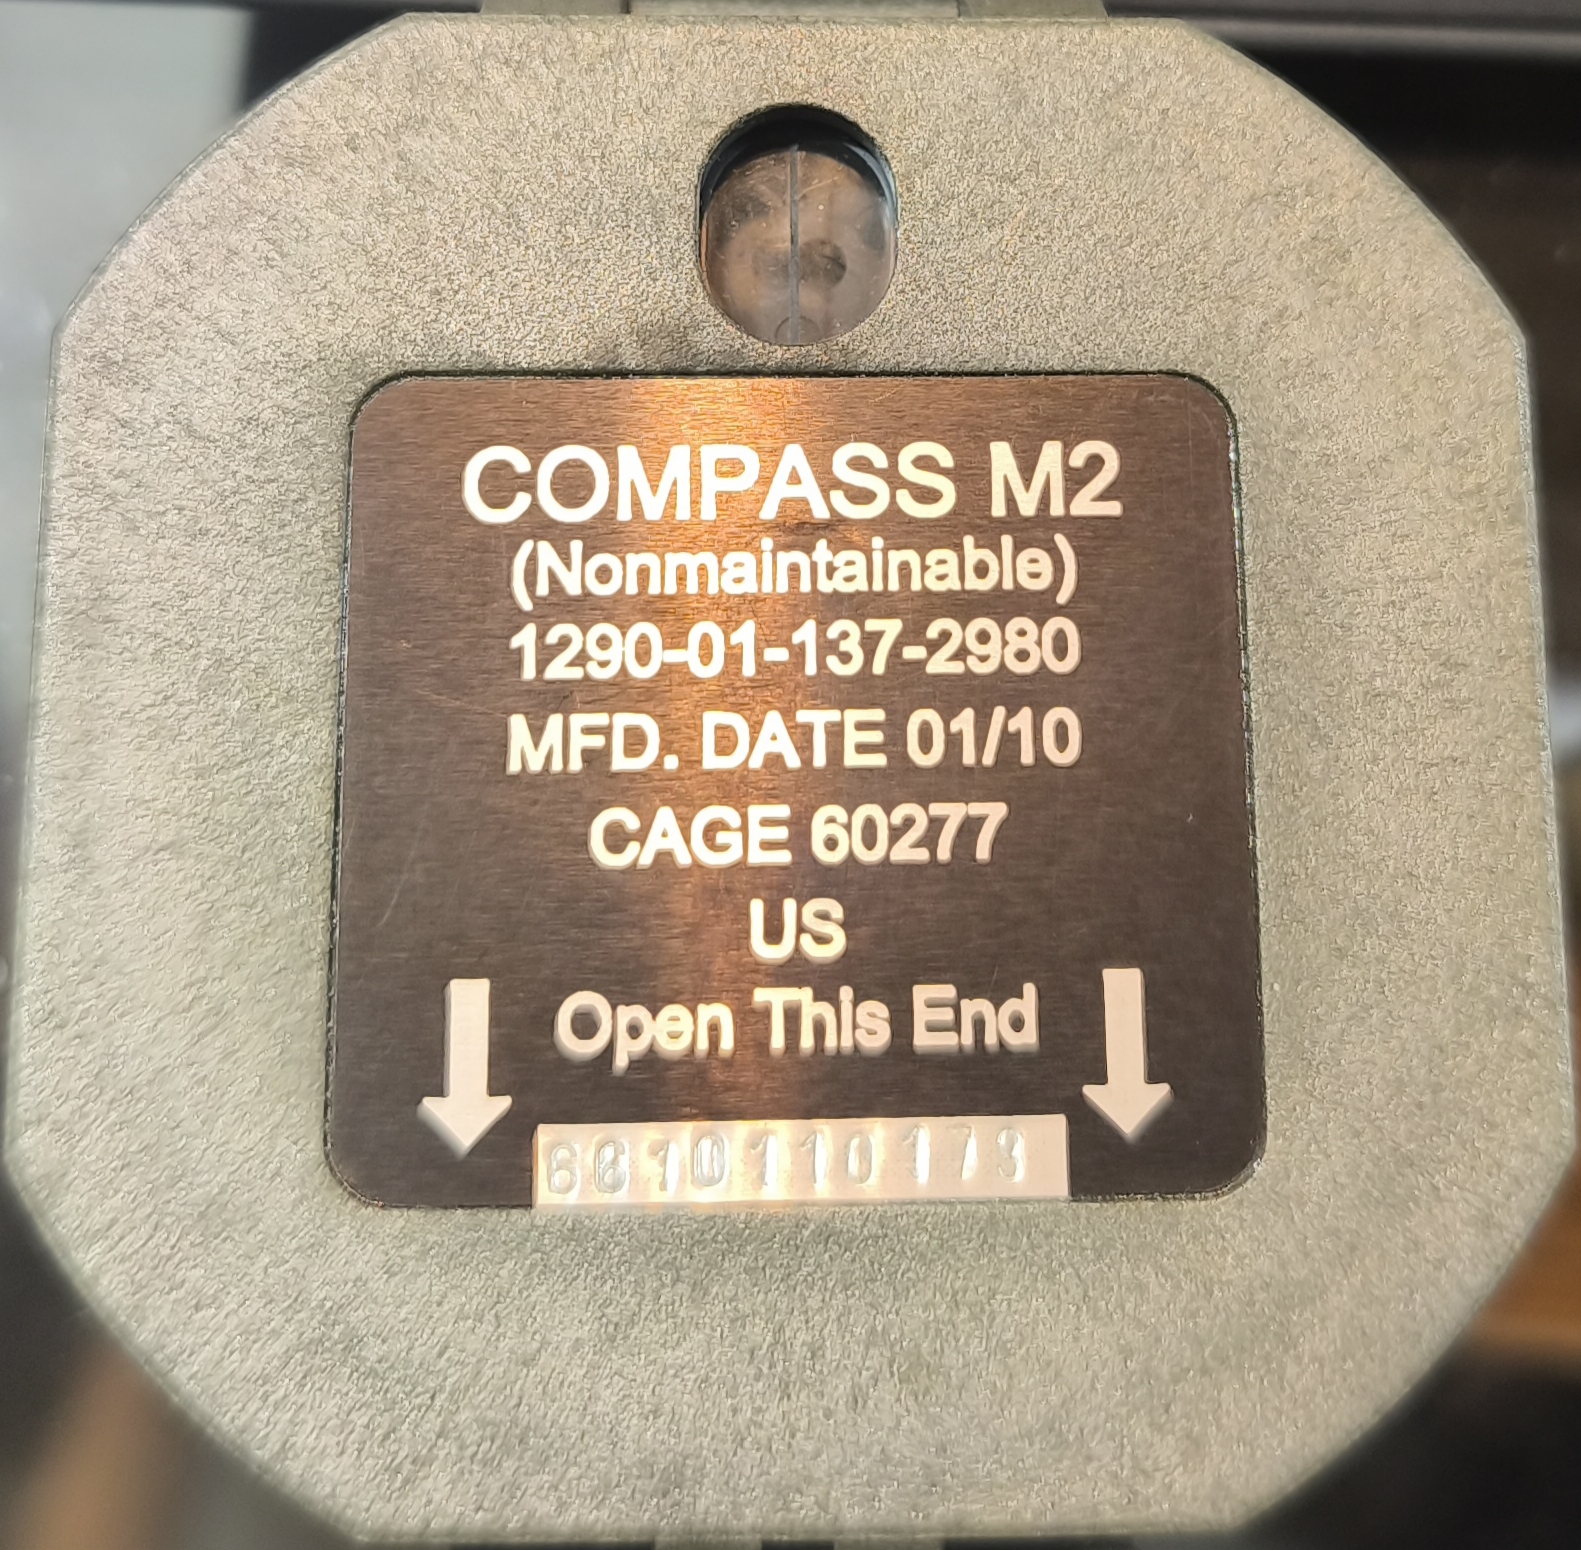 COMPASS M2
(Nonmaintainable)
1290-01-137-2980
MFD. DATE 01/10
CAGE 60277
US
Open This End
6610110173